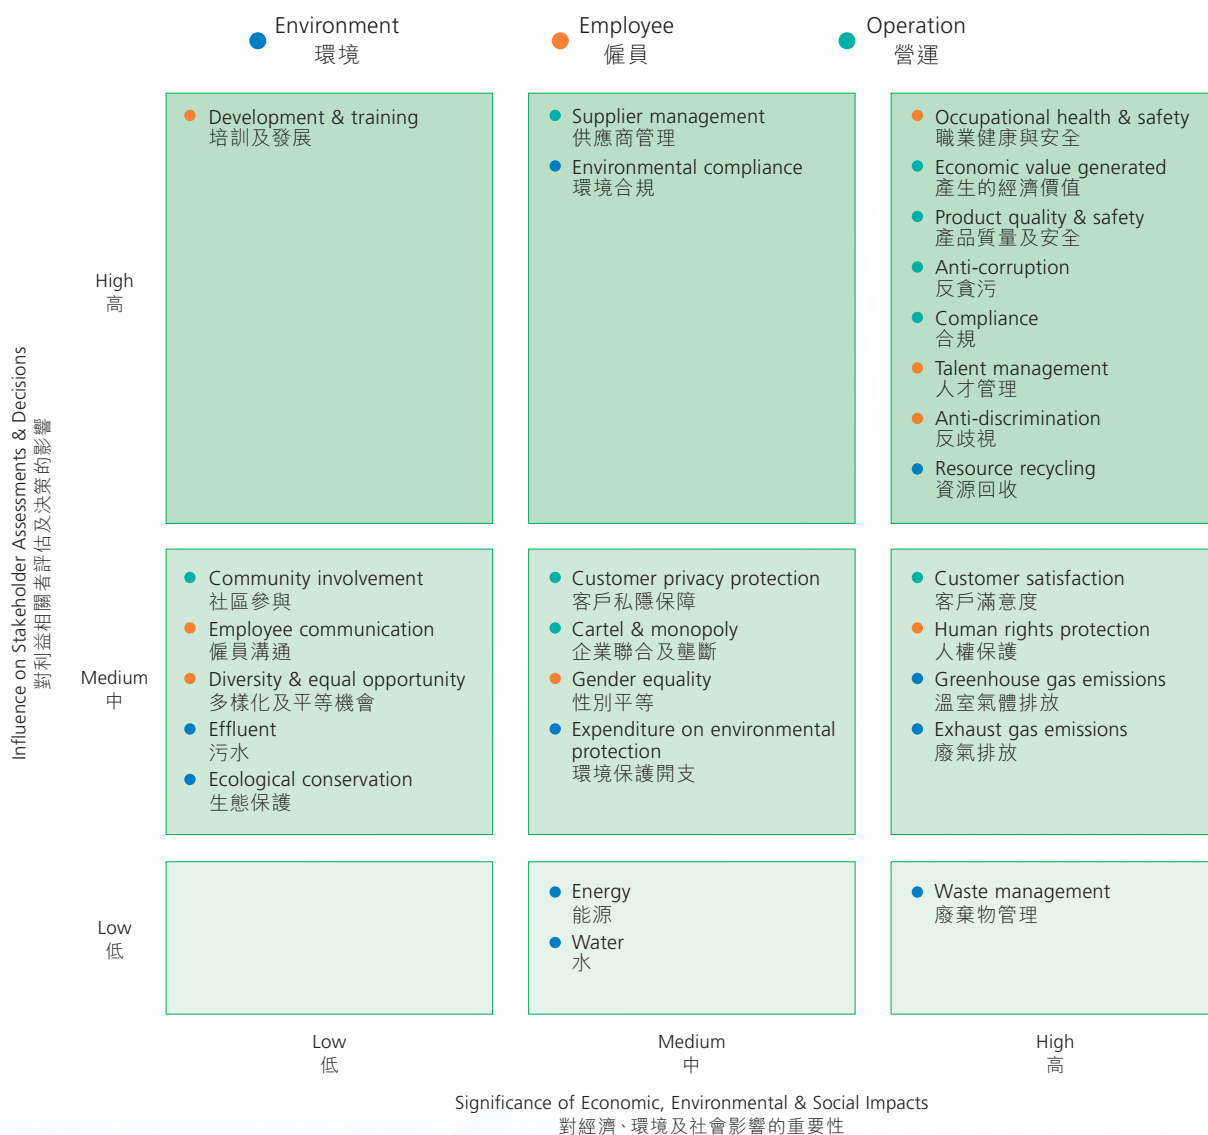 Environment
環境
Employee
僱員
Operation
營運
Influence on Stakeholder Assessments & Decisions
對利益相關者評估及決策的影響
High
高
Development & training
培訓及發展
Supplier management
供應商管理
Environmental compliance
環境合規
Occupational health & safety
職業健康與安全
Economic value generated
產生的經濟價值
Product quality & safety
產品質量及安全
Anti-corruption
反貪污
Compliance
合規
Talent management
人才管理
Anti-discrimination
反歧視
Resource recycling
資源回收
Medium
中
Community involvement
社區參與
Employee communication
僱員溝通
Diversity & equal opportunity
多樣化及平等機會
Effluent
污水
Ecological conservation
生態保護
Customer privacy protection
客戶私隱保障
Cartel & monopoly
企業聯合及壟斷
Gender equality
性別平等
Expenditure on environmental
protection
環境保護開支
Customer satisfaction
客戶滿意度
Human rights protection
人權保護
Greenhouse gas emissions
溫室氣體排放
Exhaust gas emissions
廢氣排放
Low
低
Energy
能源
Water
水
Waste management
廢棄物管理
Low
低
Medium
中
High
高
Significance of Economic, Environmental & Social Impacts
對經濟、環境及社會影響的重要性